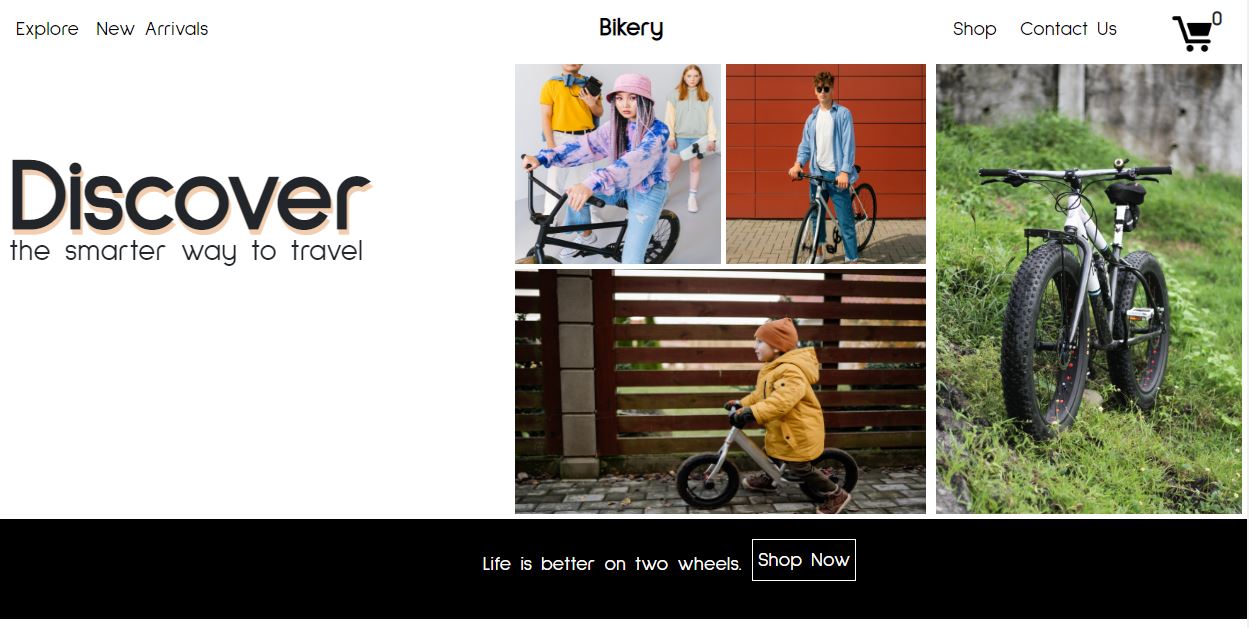 Explore New Arrivals Bikery Shop Contact Us 0
Discover
the smarter way to travel
Life is better on two wheels. Shop Now